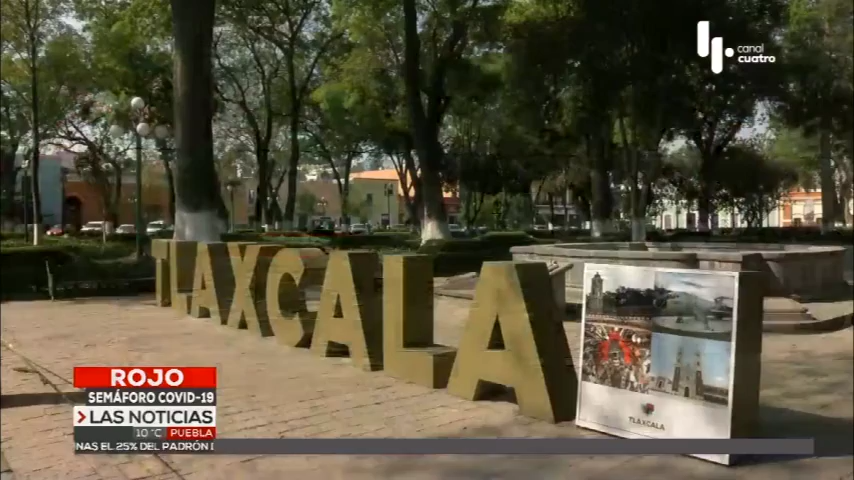 canal
cuatro
TLAXCALA
TLAXCALA
ROJO
SEMÁFORO COVID-19
LAS NOTICIAS
10°C PUEBLA
NAS EL 25% DEL PADRÓN